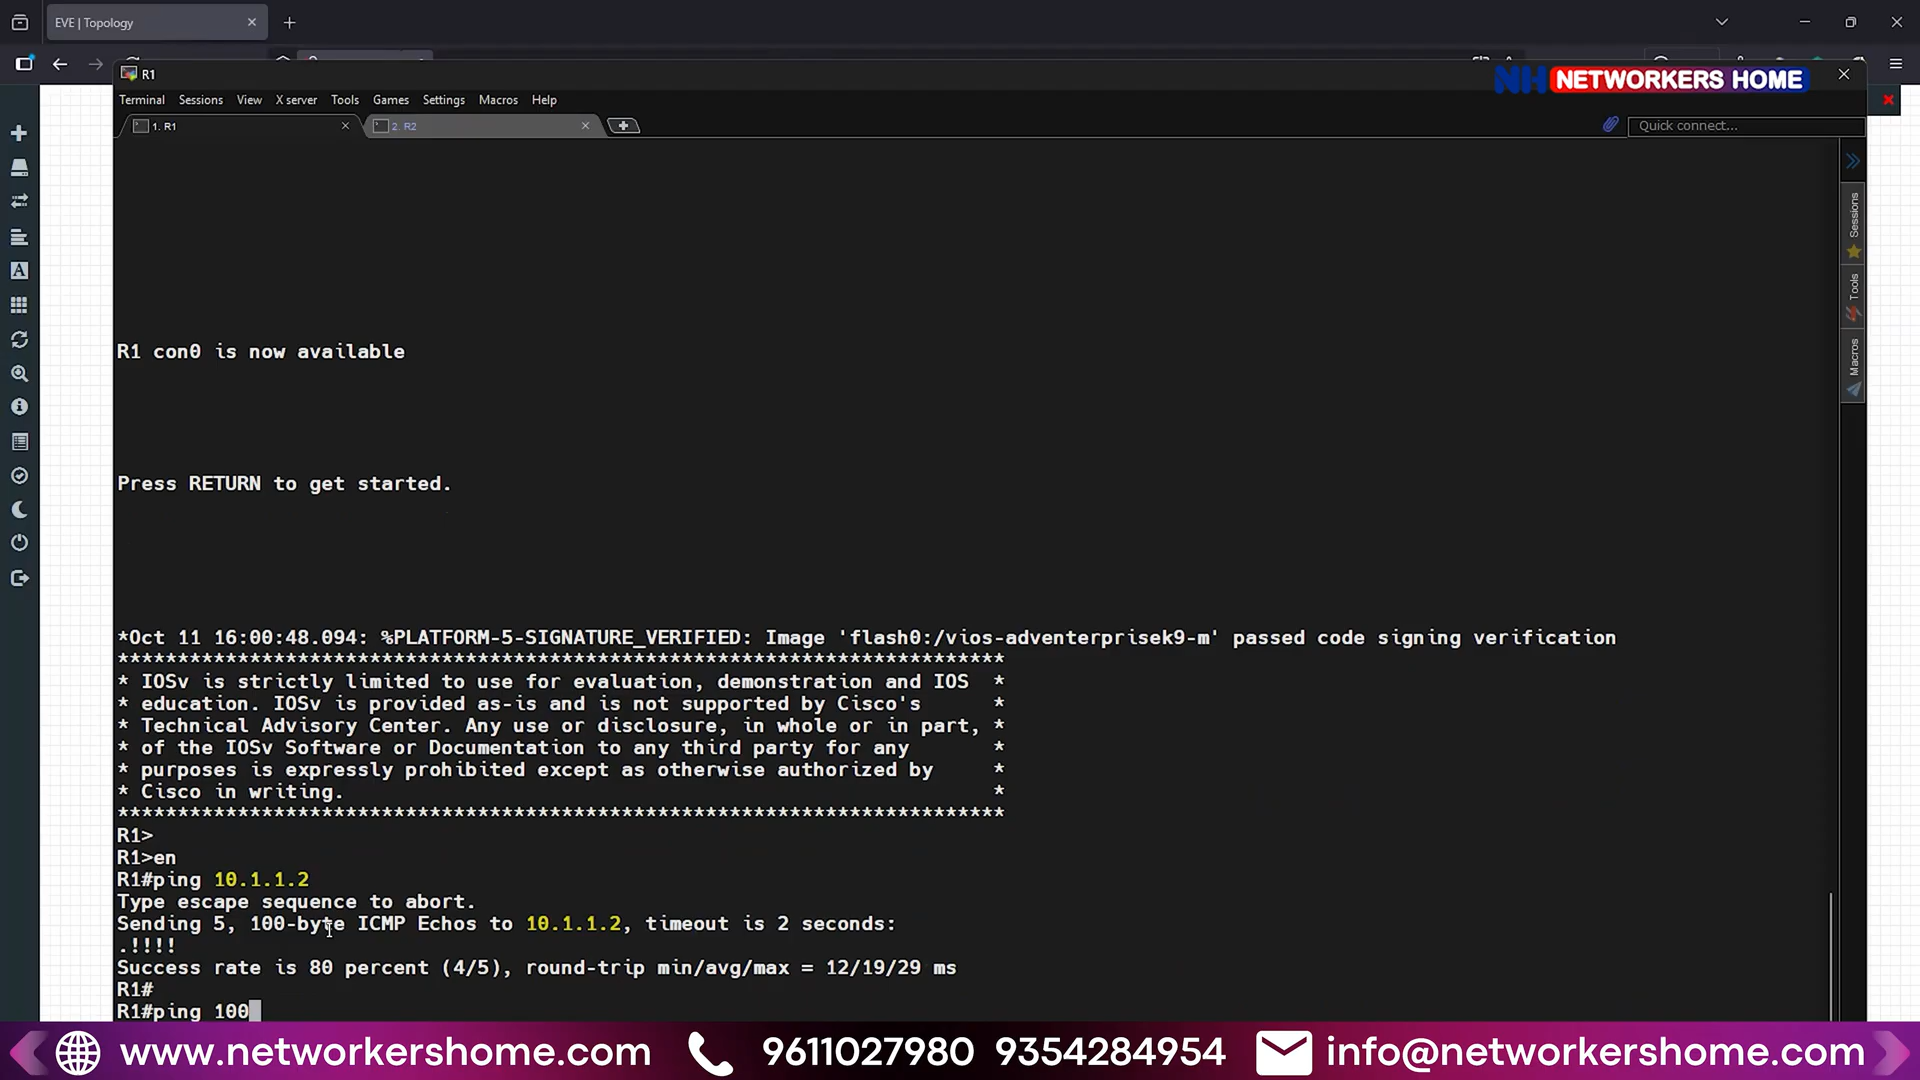 EVE | Topology
R1
NH NETWORKERS HOME
Terminal Sessions View X server Tools Games Settings Macros Help
1. R1
2. R2
Quick connect...
Sessions
Tools
Macros
R1 con0 is now available
Press RETURN to get started.
*Oct 11 16:00:48.094: %PLATFORM-5-SIGNATURE_VERIFIED: Image 'flash0:/vios-adventerprisek9-m' passed code signing verification
**************************************************************************
* IOSv is strictly limited to use for evaluation, demonstration and IOS *
* education. IOSv is provided as-is and is not supported by Cisco's *
* Technical Advisory Center. Any use or disclosure, in whole or in part, *
* of the IOSv Software or Documentation to any third party for any *
* purposes is expressly prohibited except as otherwise authorized by *
* Cisco in writing. *
**************************************************************************
R1>
R1>en
R1#ping 10.1.1.2
Type escape sequence to abort.
Sending 5, 100-byte ICMP Echos to 10.1.1.2, timeout is 2 seconds:
.!!!!
Success rate is 80 percent (4/5), round-trip min/avg/max = 12/19/29 ms
R1#
R1#ping 100
www.networkershome.com 9611027980 9354284954 info@networkershome.com